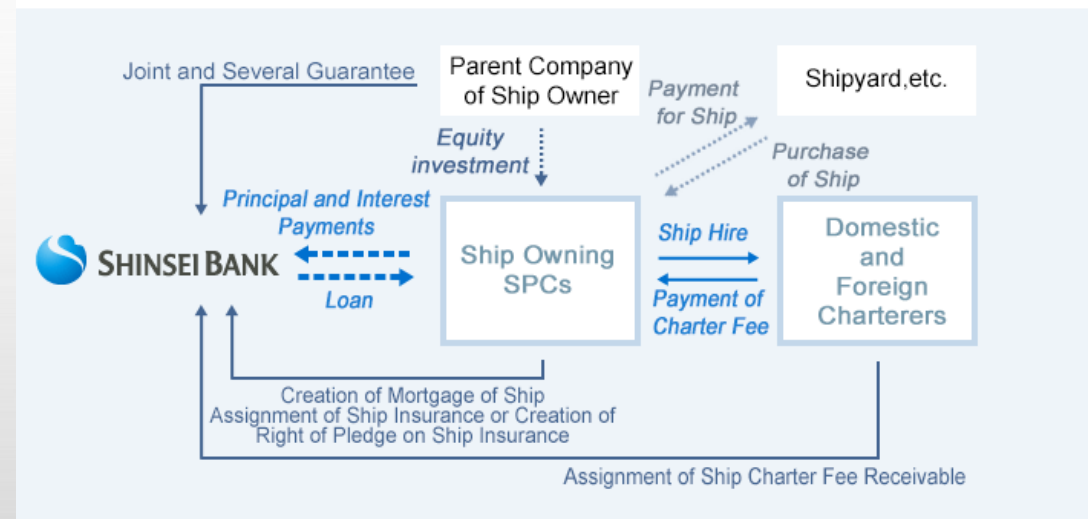 Joint and Several Guarantee
Parent Company
of Ship Owner
Payment
for Ship
Shipyard,etc.
Equity
investment
Purchase
of Ship
Principal and Interest
Payments
SHINSEI BANK
Loan
Ship Owning
SPCs
Ship Hire
Payment of
Charter Fee
Domestic
and
Foreign
Charterers
Creation of Mortgage of Ship
Assignment of Ship Insurance or Creation of
Right of Pledge on Ship Insurance
Assignment of Ship Charter Fee Receivable